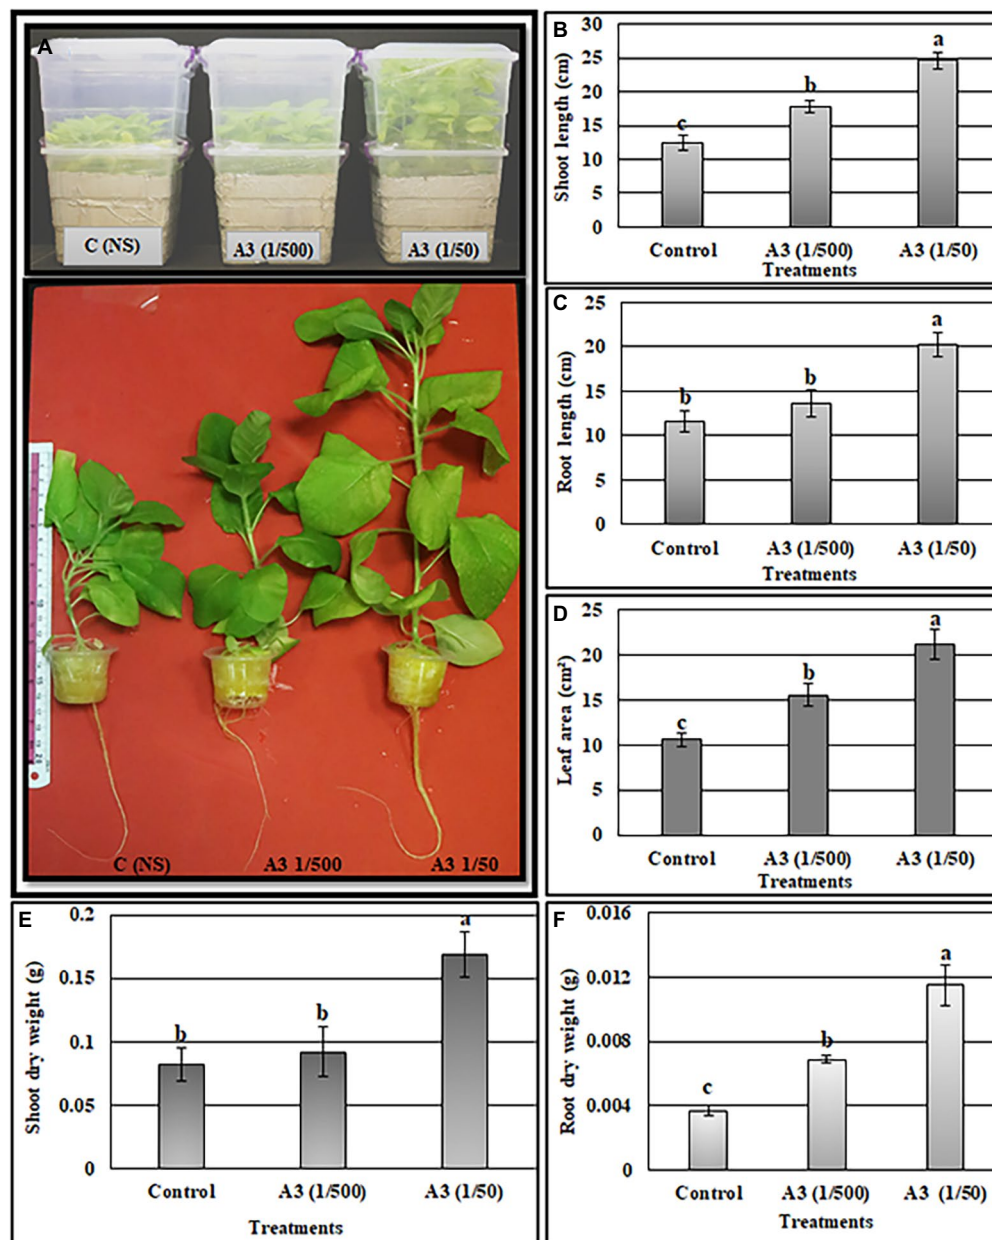 A
C (NS)
A3 (1/500)
A3 (1/50)
C (NS)
A3 1/500
A3 1/50
B
Shoot length (cm)
30
25
20
15
10
5
0
c
b
a
Control
A3 (1/500)
A3 (1/50)
Treatments
C
Root length (cm)
25
20
15
10
5
0
b
b
a
Control
A3 (1/500)
A3 (1/50)
Treatments
D
Leaf area (cm²)
25
20
15
10
5
0
c
b
a
Control
A3 (1/500)
A3 (1/50)
Treatments
E
Shoot dry weight (g)
0.2
0.15
0.1
0.05
0
b
b
a
Control
A3 (1/500)
A3 (1/50)
Treatments
F
Root dry weight (g)
0.016
0.012
0.008
0.004
0
c
b
a
Control
A3 (1/500)
A3 (1/50)
Treatments